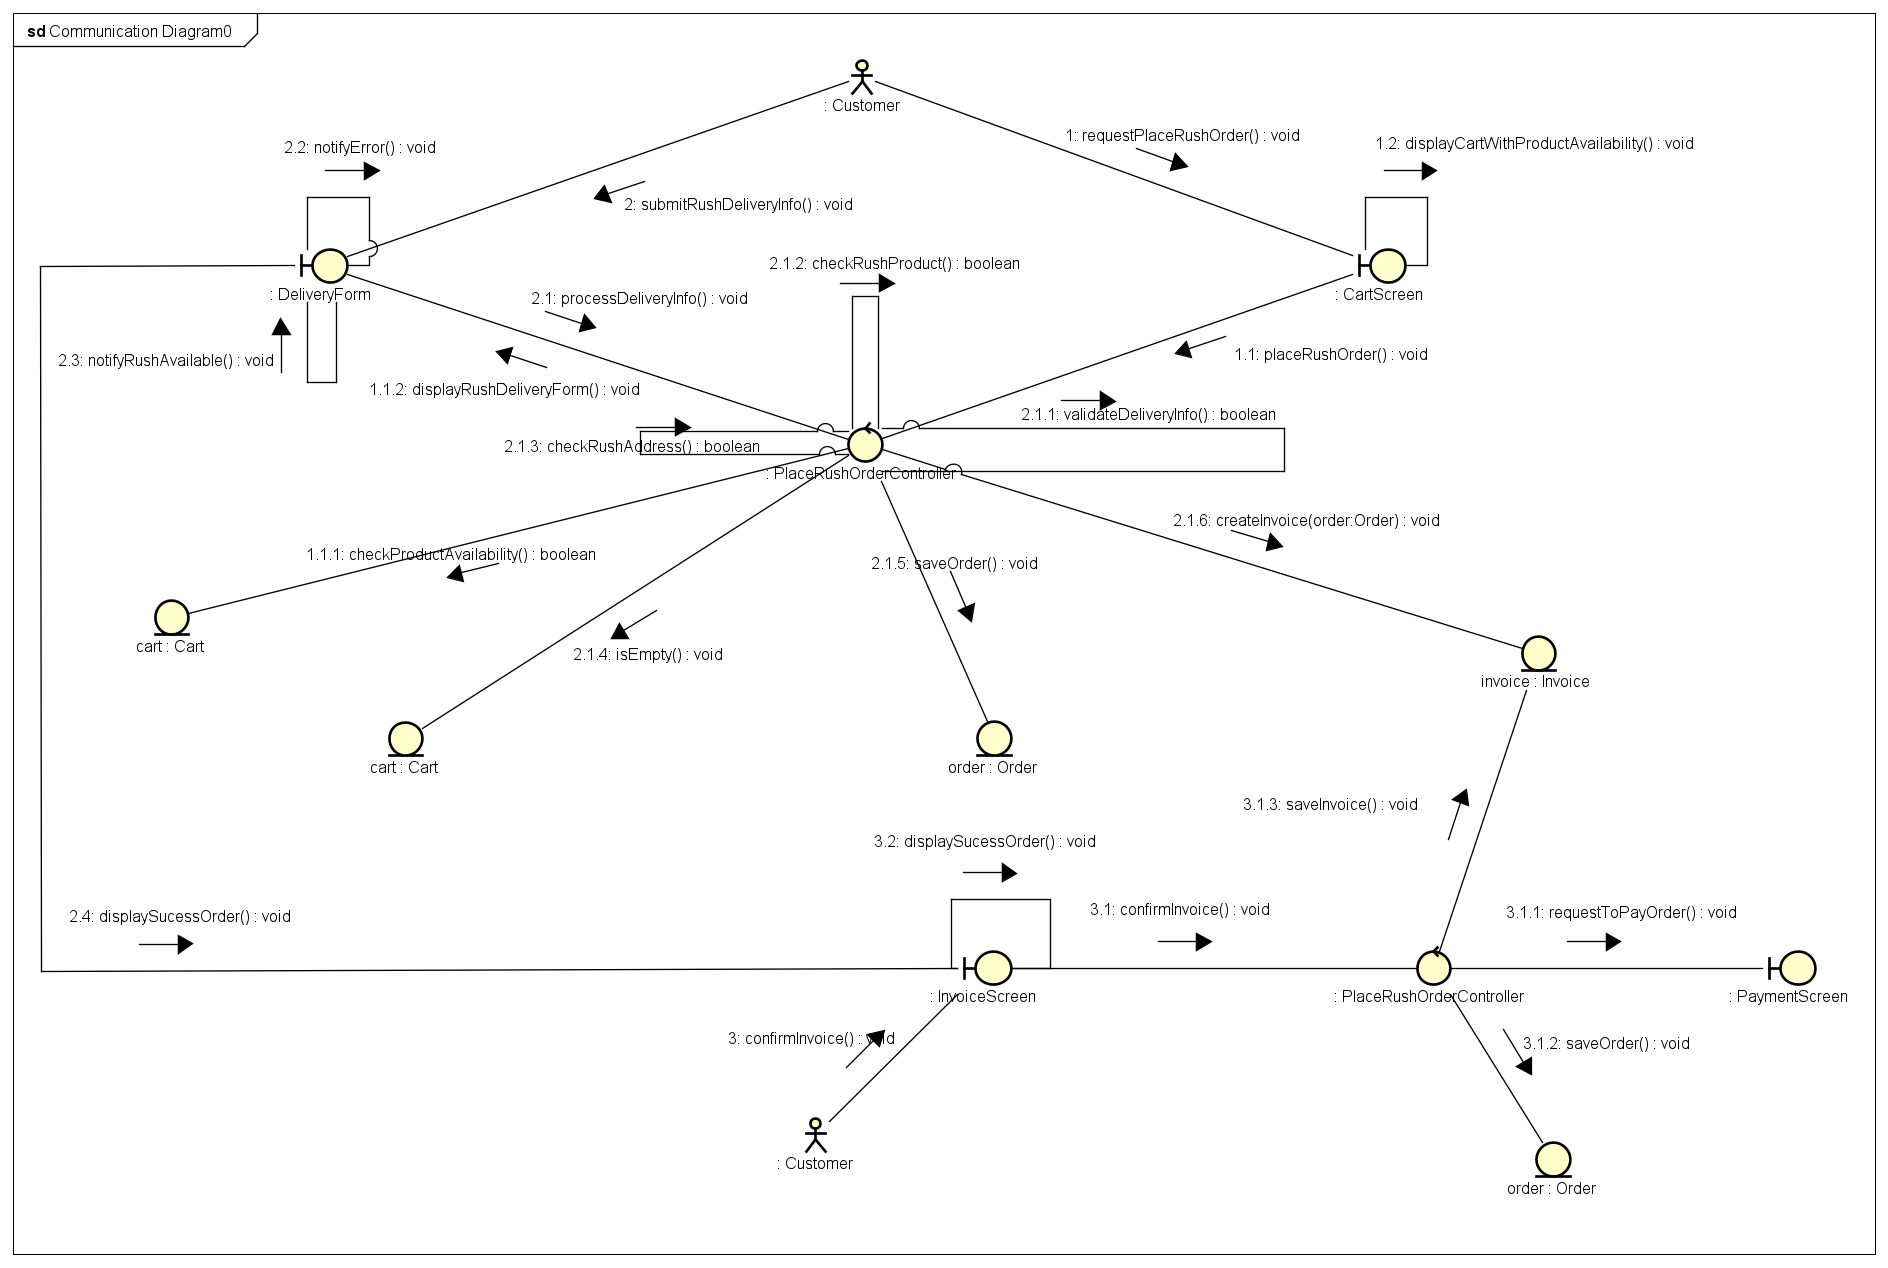 sd Communication Diagram0
: Customer
1: requestPlaceRushOrder() : void
2.2: notifyError() : void
1.2: displayCartWithProductAvailability() : void
2: submitRushDeliveryInfo() : void
2.1.2: checkRushProduct() : boolean
: DeliveryForm
: CartScreen
2.1: processDeliveryInfo() : void
2.3: notifyRushAvailable() : void
1.1: placeRushOrder() : void
1.1.2: displayRushDeliveryForm() : void
2.1.1: validateDeliveryInfo() : boolean
2.1.3: checkRushAddress() : boolean
: PlaceRushOrderController
2.1.6: createInvoice(order:Order) : void
1.1.1: checkProductAvailability() : boolean
2.1.5: saveOrder() : void
cart : Cart
2.1.4: isEmpty() : void
invoice : Invoice
cart : Cart
order : Order
3.1.3: saveInvoice() : void
3.2: displaySucessOrder() : void
2.4: displaySucessOrder() : void
3.1: confirmInvoice() : void
3.1.1: requestToPayOrder() : void
: InvoiceScreen
: PlaceRushOrderController
: PaymentScreen
3: confirmInvoice() : void
3.1.2: saveOrder() : void
: Customer
order : Order